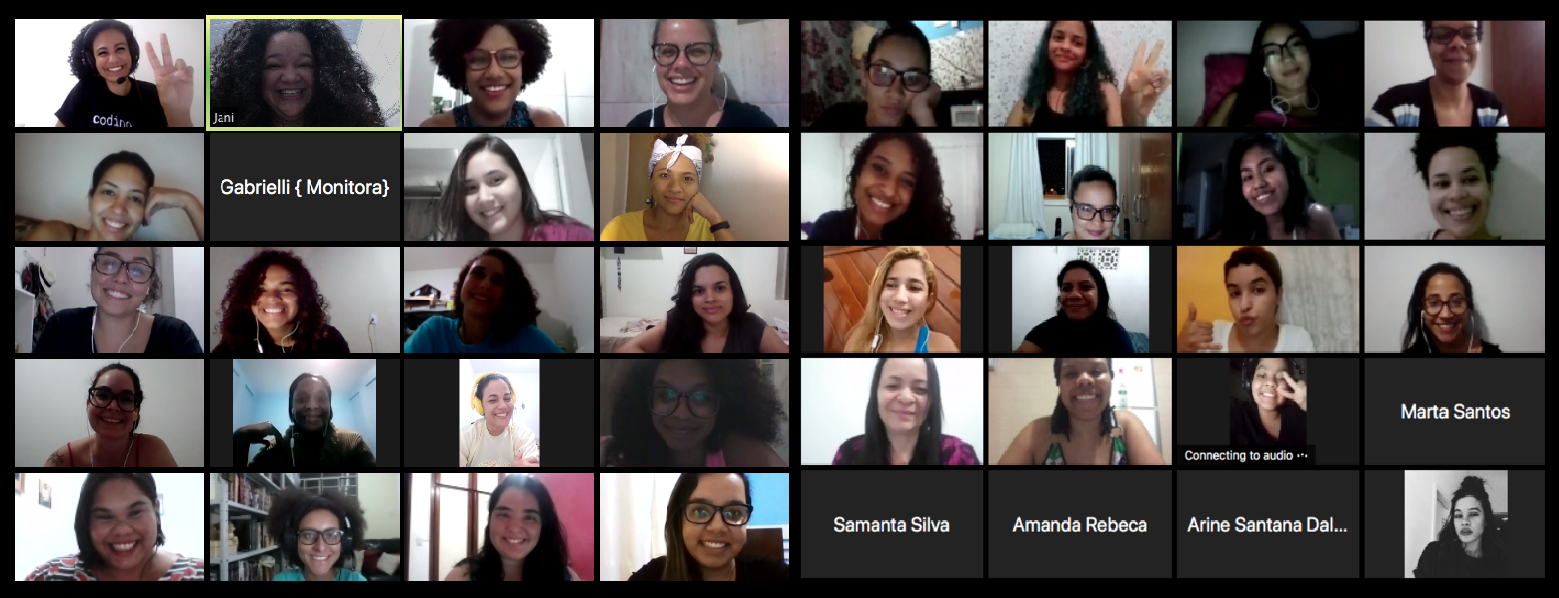 coding
Jani
Gabrielli { Monitora}
Connecting to audio ···
Marta Santos
Samanta Silva
Amanda Rebeca
Arine Santana Dal...